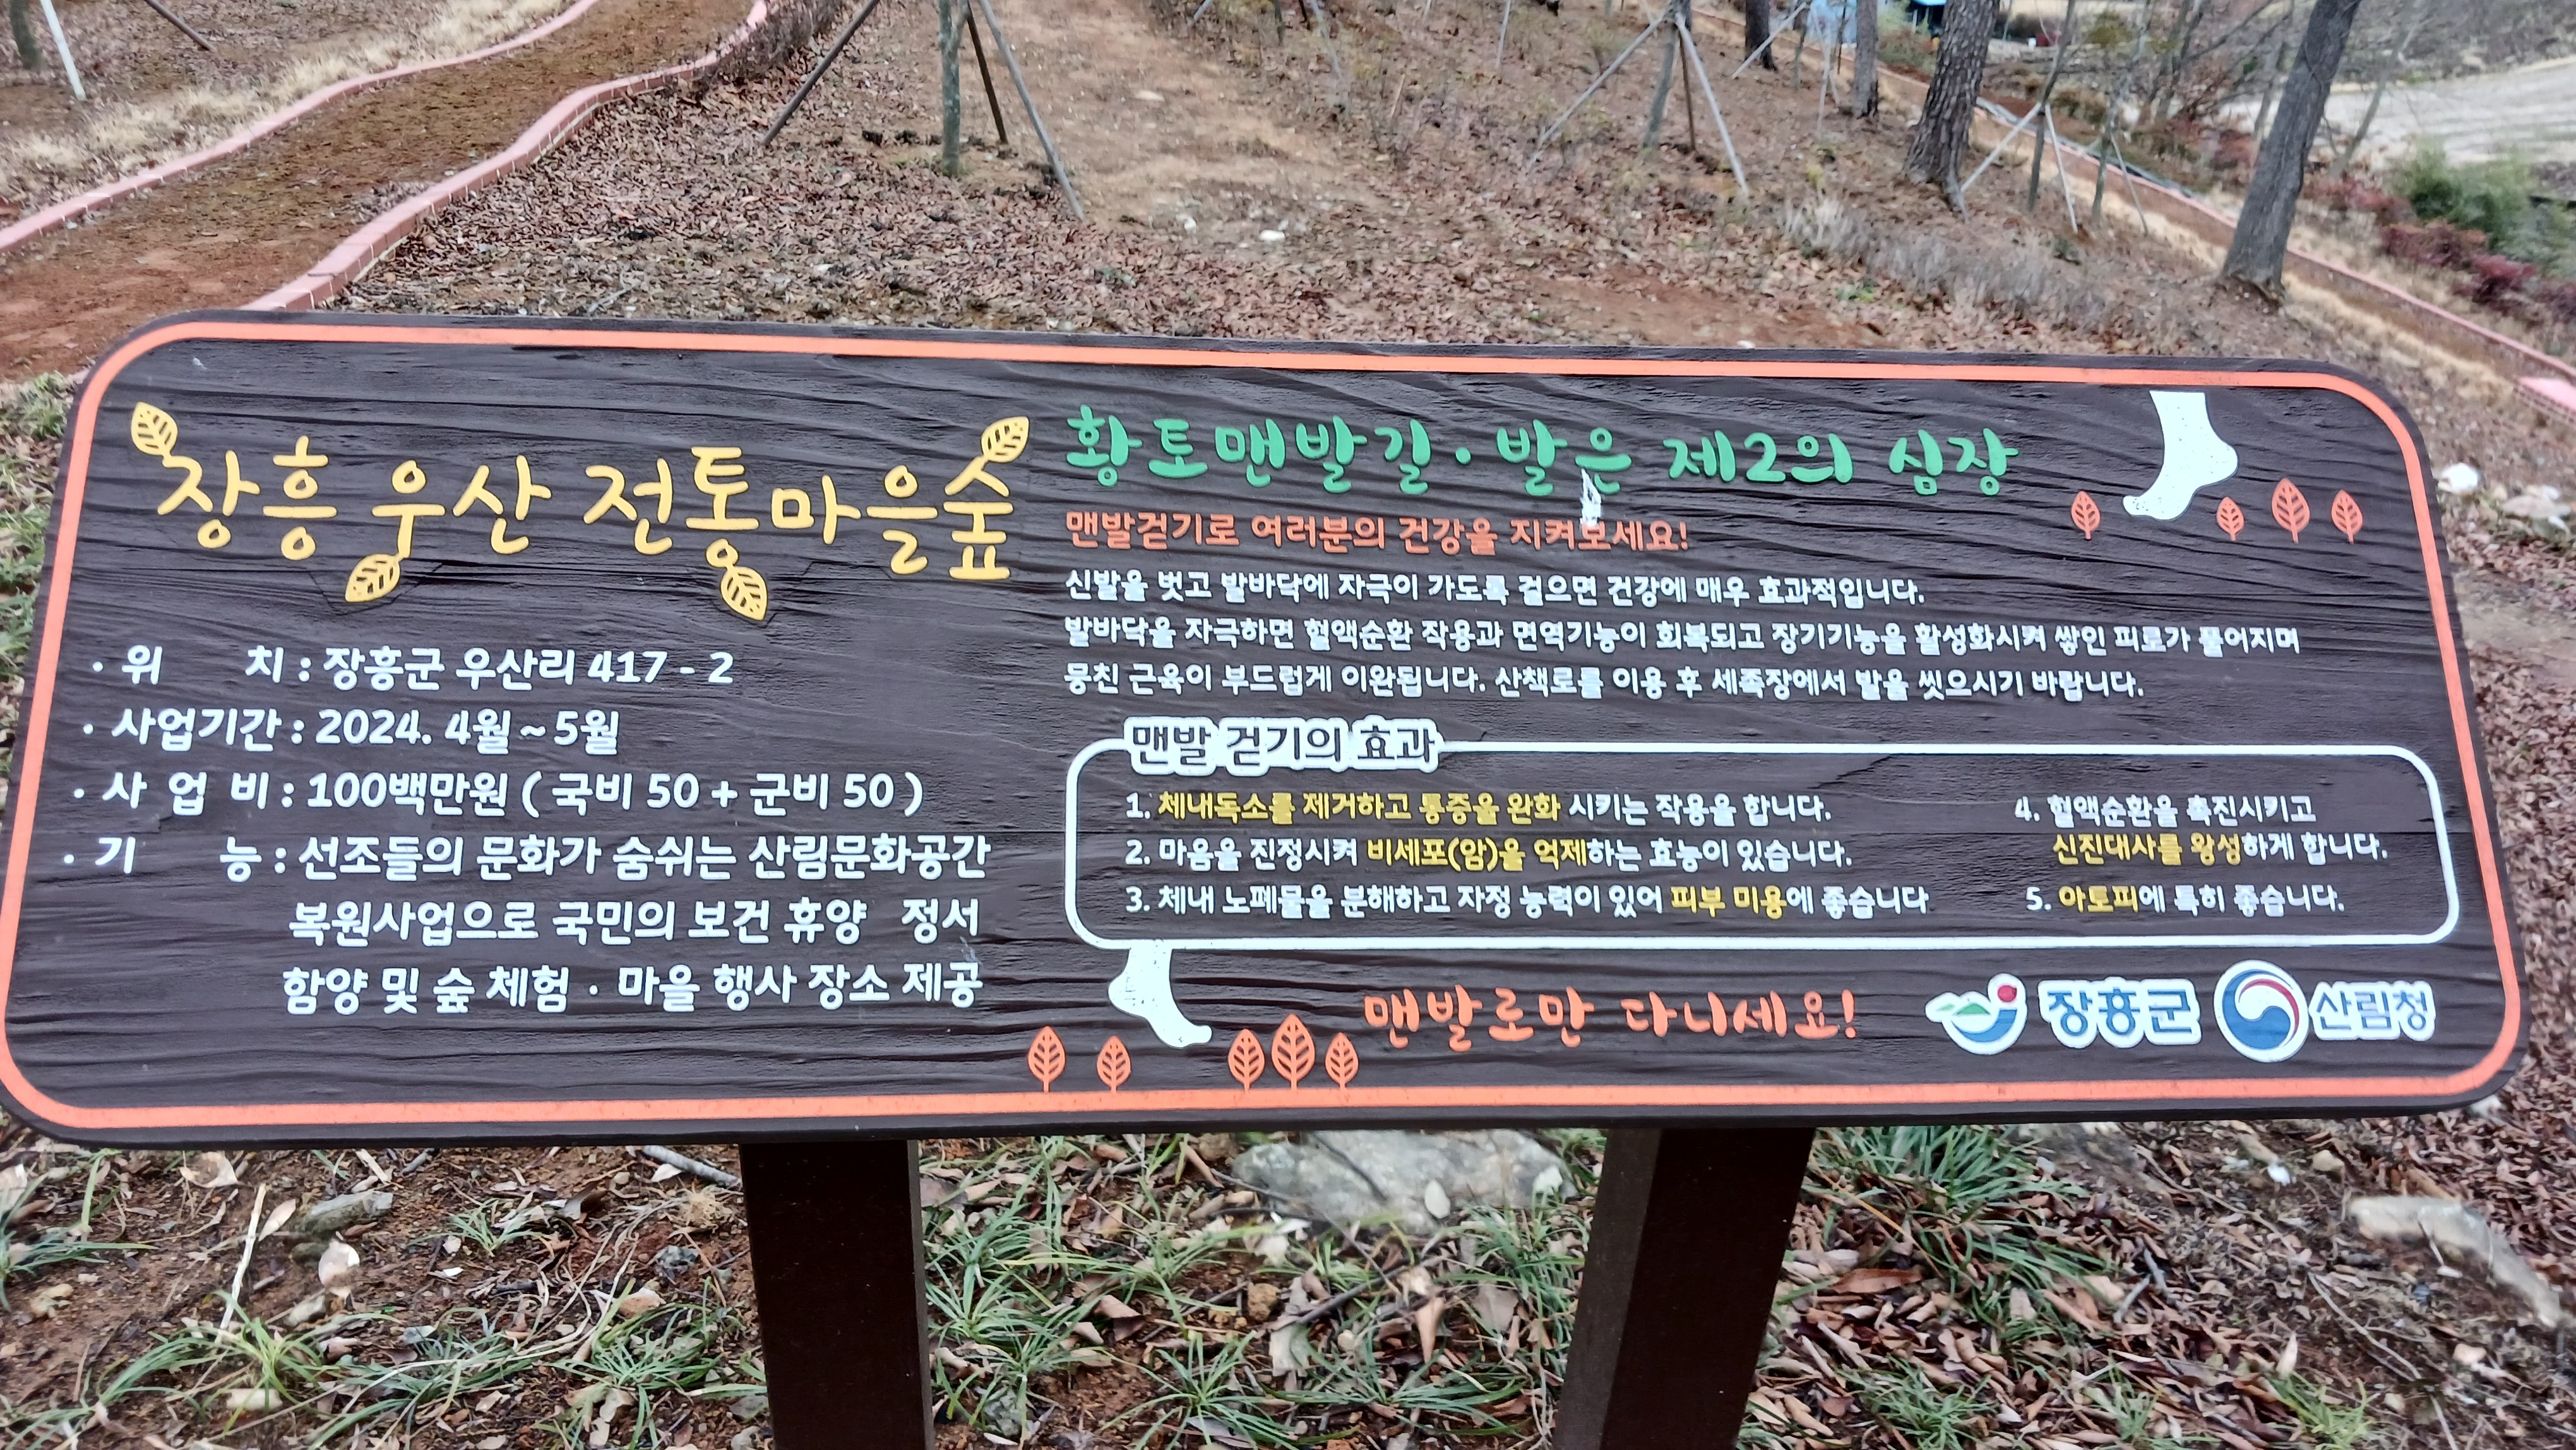 장흥 우산 전통마을숲
· 위 치 : 장흥군 우산리 417 - 2
· 사업기간 : 2024. 4월 ~ 5월
· 사 업 비 : 100백만원 ( 국비 50 + 군비 50 )
· 기 능 : 선조들의 문화가 숨쉬는 산림문화공간
복원사업으로 국민의 보건 휴양 정서
함양 및 숲 체험 · 마을 행사 장소 제공
황토맨발길 · 발은 제2의 심장
맨발걷기로 여러분의 건강을 지켜보세요!
신발을 벗고 발바닥에 자극이 가도록 걸으면 건강에 매우 효과적입니다.
발바닥을 자극하면 혈액순환 작용과 면역기능이 회복되고 장기기능을 활성화시켜 쌓인 피로가 풀어지며
뭉친 근육이 부드럽게 이완됩니다. 산책로를 이용 후 세족장에서 발을 씻으시기 바랍니다.
맨발 걷기의 효과
1. 체내독소를 제거하고 통증을 완화 시키는 작용을 합니다.
2. 마음을 진정시켜 비세포(암)을 억제하는 효능이 있습니다.
3. 체내 노폐물을 분해하고 자정 능력이 있어 피부 미용에 좋습니다
4. 혈액순환을 촉진시키고
신진대사를 왕성하게 합니다.
5. 아토피에 특히 좋습니다.
맨발로만 다니세요!
장흥군 산림청